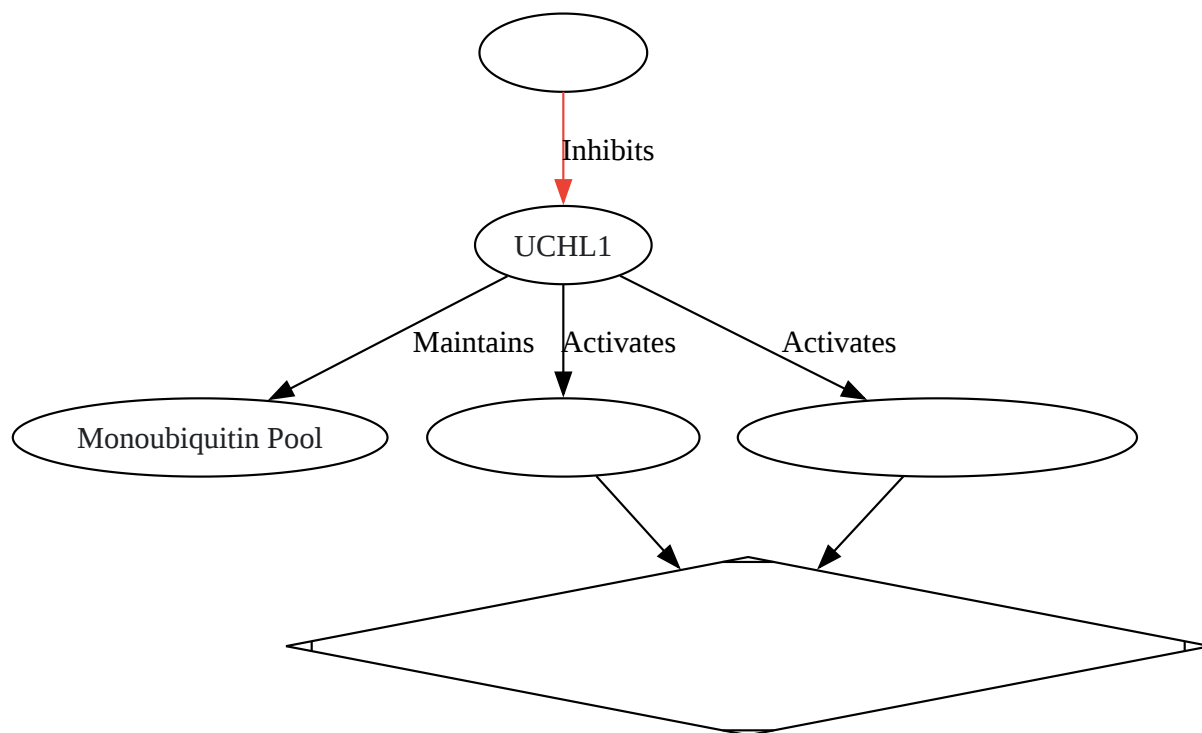 Inhibits
UCHL1
Maintains
Activates
Activates
Monoubiquitin Pool